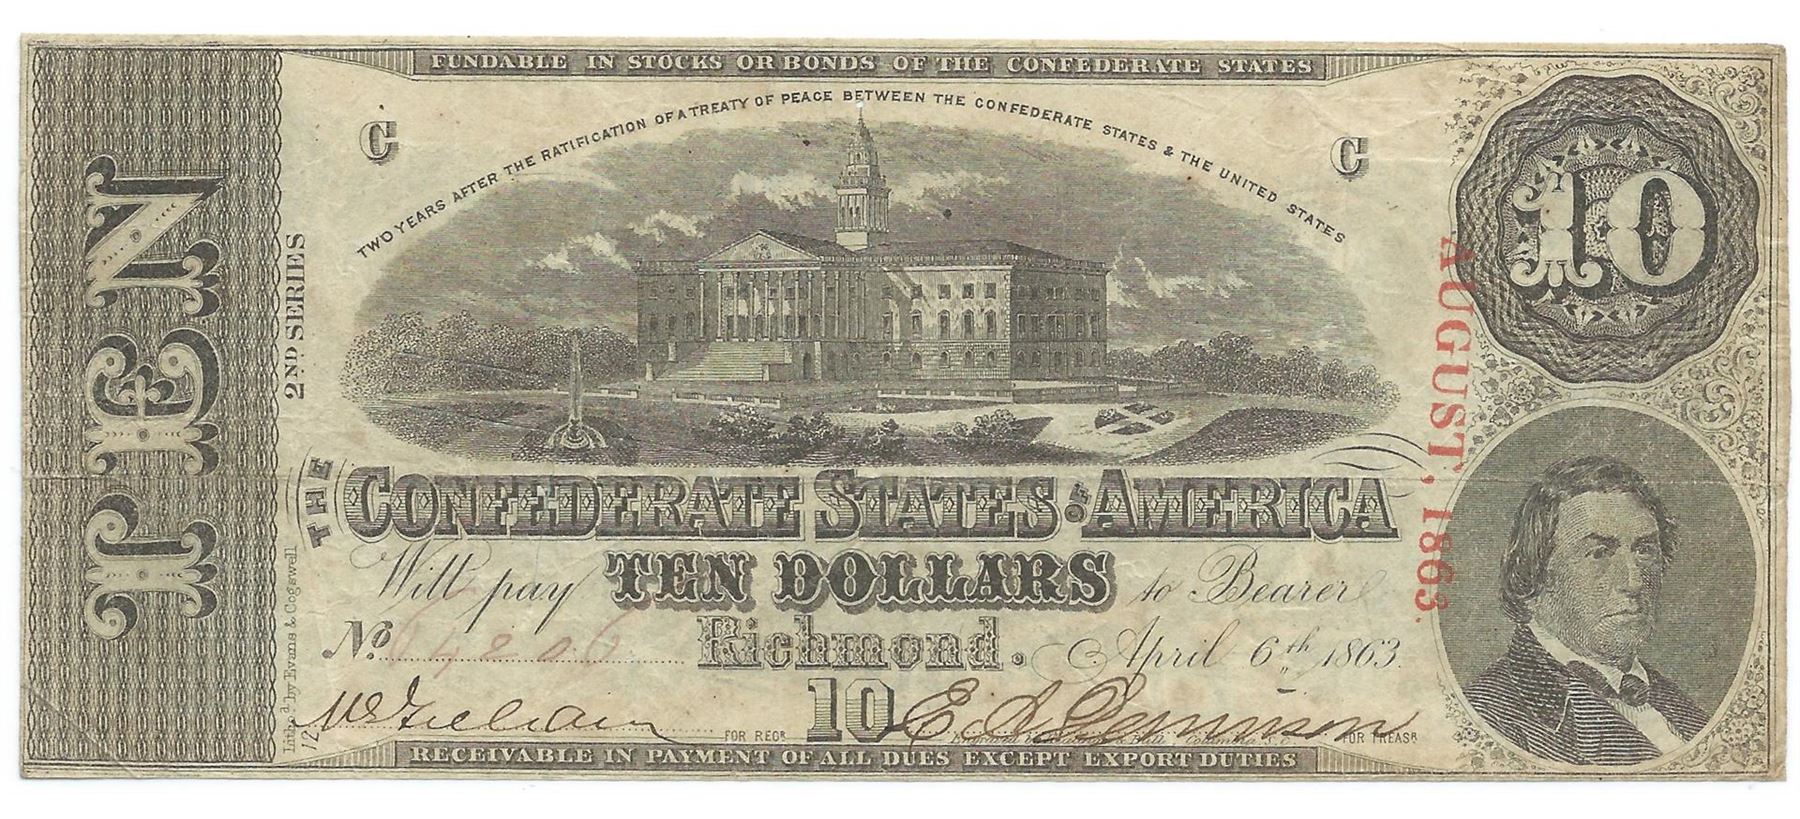 FUNDABLE IN STOCKS OR BONDS OF THE CONFEDERATE STATES
TWO YEARS AFTER THE RATIFICATION OF A TREATY OF PEACE BETWEEN THE CONFEDERATE STATES & THE UNITED STATES
C
C
10
TEN
2ND SERIES
AUGUST, 1863.
THE CONFEDERATE STATES OF AMERICA
Will pay TEN DOLLARS to Bearer
No. 64206 Richmond. April 6th 1863.
10
FOR REGR
FOR TREASR
Lithod. by Evans & Cogswell
12
RECEIVABLE IN PAYMENT OF ALL DUES EXCEPT EXPORT DUTIES